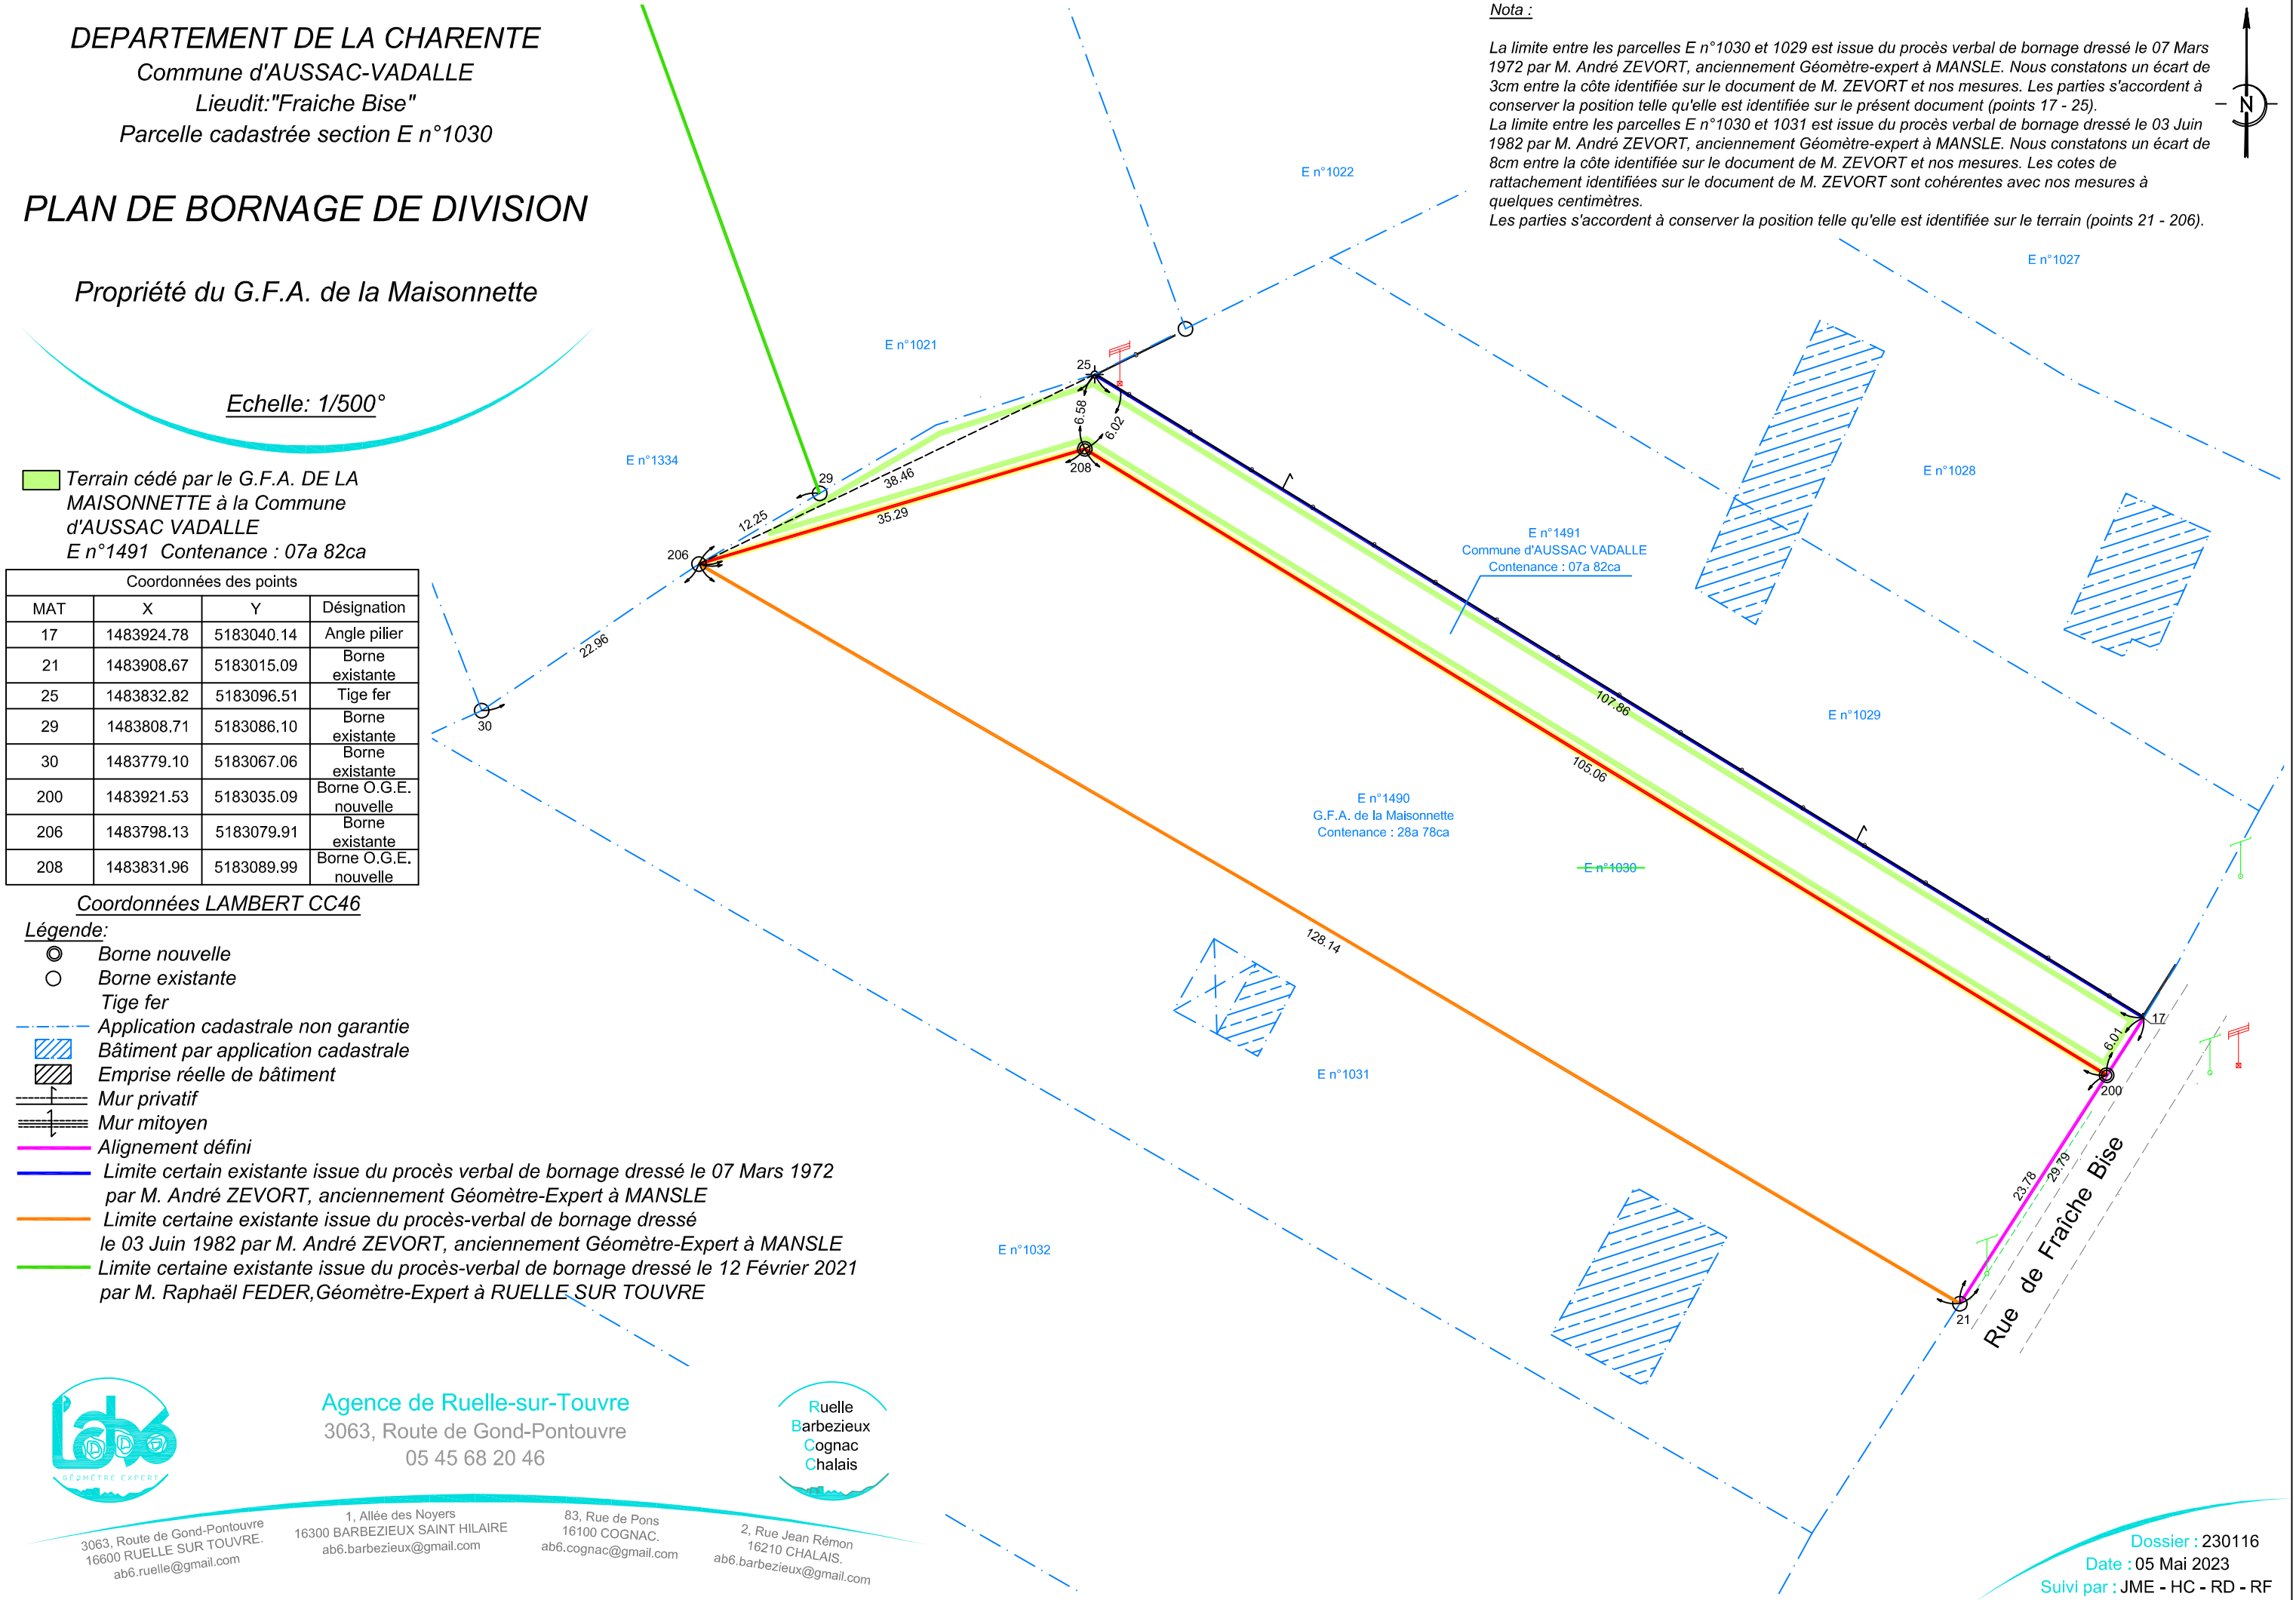 DEPARTEMENT DE LA CHARENTE
Commune d'AUSSAC-VADALLE
Lieudit:"Fraiche Bise"
Parcelle cadastrée section E n°1030
PLAN DE BORNAGE DE DIVISION
Propriété du G.F.A. de la Maisonnette
Echelle: 1/500°
Terrain cédé par le G.F.A. DE LA
MAISONNETTE à la Commune
d'AUSSAC VADALLE
E n°1491 Contenance : 07a 82ca
Coordonnées des points
MAT X Y Désignation
17 1483924.78 5183040.14 Angle pilier
21 1483908.67 5183015.09 Borne existante
25 1483832.82 5183096.51 Tige fer
29 1483808.71 5183086.10 Borne existante
30 1483779.10 5183067.06 Borne existante
200 1483921.53 5183035.09 Borne O.G.E. nouvelle
206 1483798.13 5183079.91 Borne existante
208 1483831.96 5183089.99 Borne O.G.E. nouvelle
Coordonnées LAMBERT CC46
Légende:
Borne nouvelle
Borne existante
Tige fer
Application cadastrale non garantie
Bâtiment par application cadastrale
Emprise réelle de bâtiment
Mur privatif
Mur mitoyen
Alignement défini
Limite certain existante issue du procès verbal de bornage dressé le 07 Mars 1972
par M. André ZEVORT, anciennement Géomètre-Expert à MANSLE
Limite certaine existante issue du procès-verbal de bornage dressé
le 03 Juin 1982 par M. André ZEVORT, anciennement Géomètre-Expert à MANSLE
Limite certaine existante issue du procès-verbal de bornage dressé le 12 Février 2021
par M. Raphaël FEDER,Géomètre-Expert à RUELLE SUR TOUVRE
Nota :
La limite entre les parcelles E n°1030 et 1029 est issue du procès verbal de bornage dressé le 07 Mars
1972 par M. André ZEVORT, anciennement Géomètre-expert à MANSLE. Nous constatons un écart de
3cm entre la côte identifiée sur le document de M. ZEVORT et nos mesures. Les parties s'accordent à
conserver la position telle qu'elle est identifiée sur le présent document (points 17 - 25).
La limite entre les parcelles E n°1030 et 1031 est issue du procès verbal de bornage dressé le 03 Juin
1982 par M. André ZEVORT, anciennement Géomètre-expert à MANSLE. Nous constatons un écart de
8cm entre la côte identifiée sur le document de M. ZEVORT et nos mesures. Les cotes de
rattachement identifiées sur le document de M. ZEVORT sont cohérentes avec nos mesures à
quelques centimètres.
Les parties s'accordent à conserver la position telle qu'elle est identifiée sur le terrain (points 21 - 206).
N
E n°1022
E n°1027
E n°1021
25
6.58
6.02
208
E n°1334
29
38.46
12.25
35.29
206
E n°1028
E n°1491
Commune d'AUSSAC VADALLE
Contenance : 07a 82ca
22.96
30
107.86
E n°1029
105.06
E n°1490
G.F.A. de la Maisonnette
Contenance : 28a 78ca
E n°1030
128.14
17
6.01
200
E n°1031
23.78
29.79
Rue de Fraîche Bise
E n°1032
21
l'ab6
GÉOMÈTRE EXPERT
Agence de Ruelle-sur-Touvre
3063, Route de Gond-Pontouvre
05 45 68 20 46
Ruelle
Barbezieux
Cognac
Chalais
3063, Route de Gond-Pontouvre
16600 RUELLE SUR TOUVRE.
ab6.ruelle@gmail.com
1, Allée des Noyers
16300 BARBEZIEUX SAINT HILAIRE
ab6.barbezieux@gmail.com
83, Rue de Pons
16100 COGNAC.
ab6.cognac@gmail.com
2, Rue Jean Rémon
16210 CHALAIS.
ab6.barbezieux@gmail.com
Dossier : 230116
Date : 05 Mai 2023
Suivi par : JME - HC - RD - RF